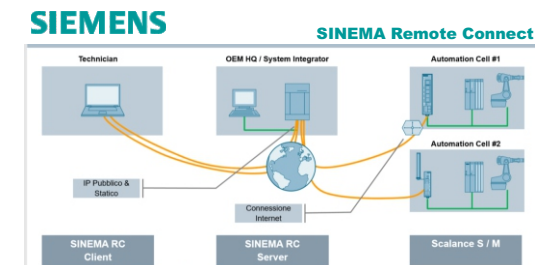 SIEMENS
SINEMA Remote Connect
Technician
OEM HQ / System Integrator
Automation Cell #1
Automation Cell #2
IP Pubblico &
Statico
Connessione
Internet
SINEMA RC
Client
SINEMA RC
Server
Scalance S / M